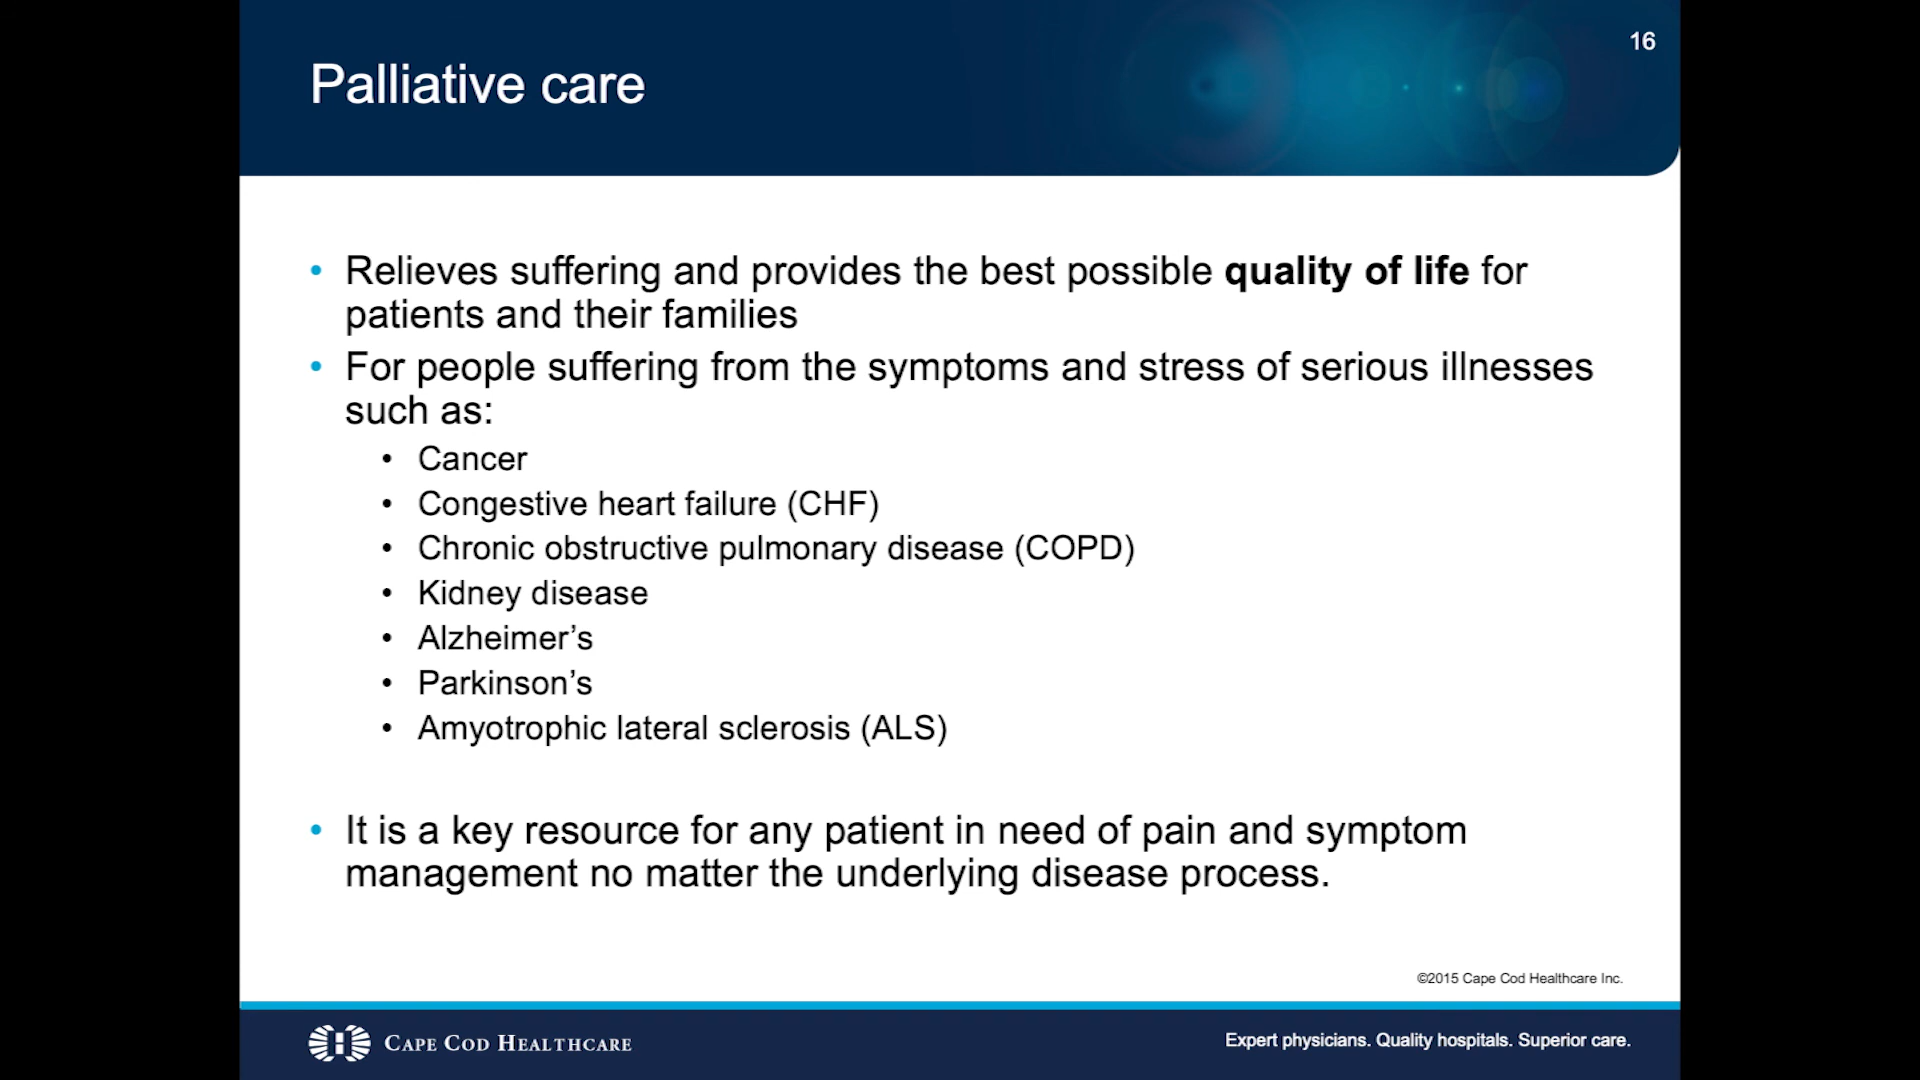 16
Palliative care
• Relieves suffering and provides the best possible quality of life for
patients and their families
• For people suffering from the symptoms and stress of serious illnesses
such as:
• Cancer
• Congestive heart failure (CHF)
• Chronic obstructive pulmonary disease (COPD)
• Kidney disease
• Alzheimer’s
• Parkinson’s
• Amyotrophic lateral sclerosis (ALS)
• It is a key resource for any patient in need of pain and symptom
management no matter the underlying disease process.
©2015 Cape Cod Healthcare Inc.
CAPE COD HEALTHCARE
Expert physicians. Quality hospitals. Superior care.